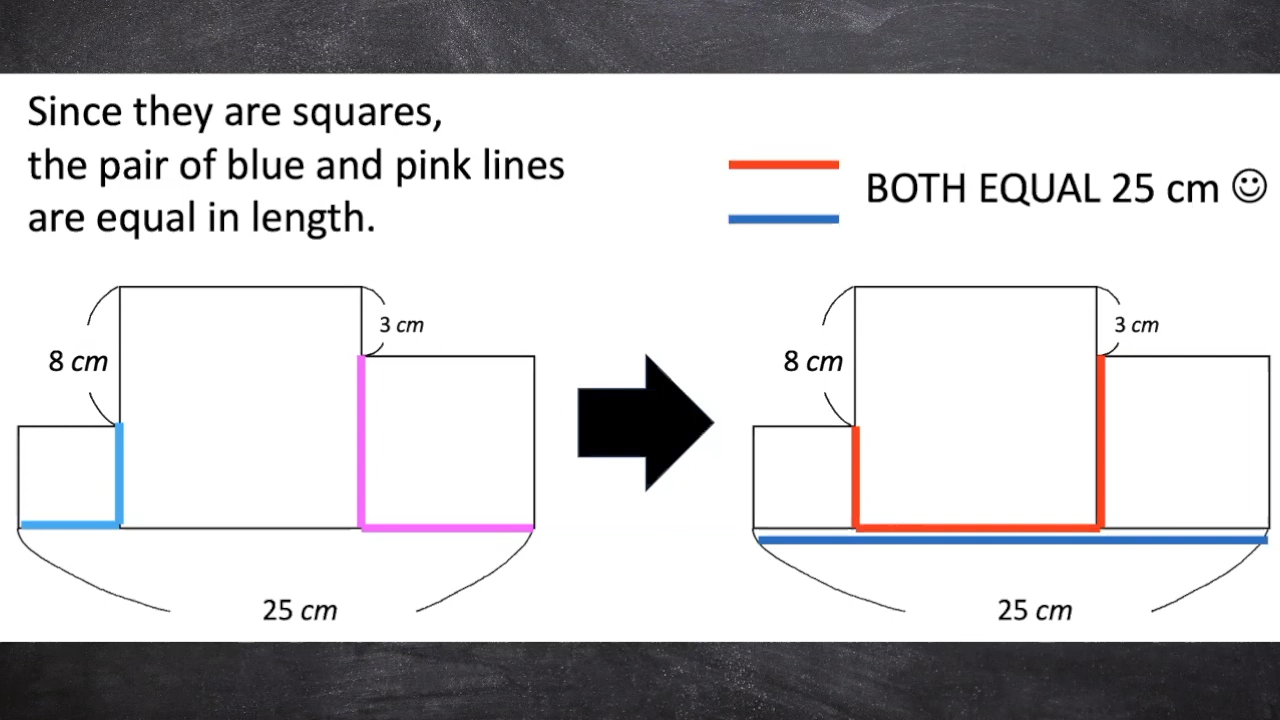 Since they are squares,
the pair of blue and pink lines
are equal in length.
BOTH EQUAL 25 cm ☺
3 cm
8 cm
25 cm
3 cm
8 cm
25 cm